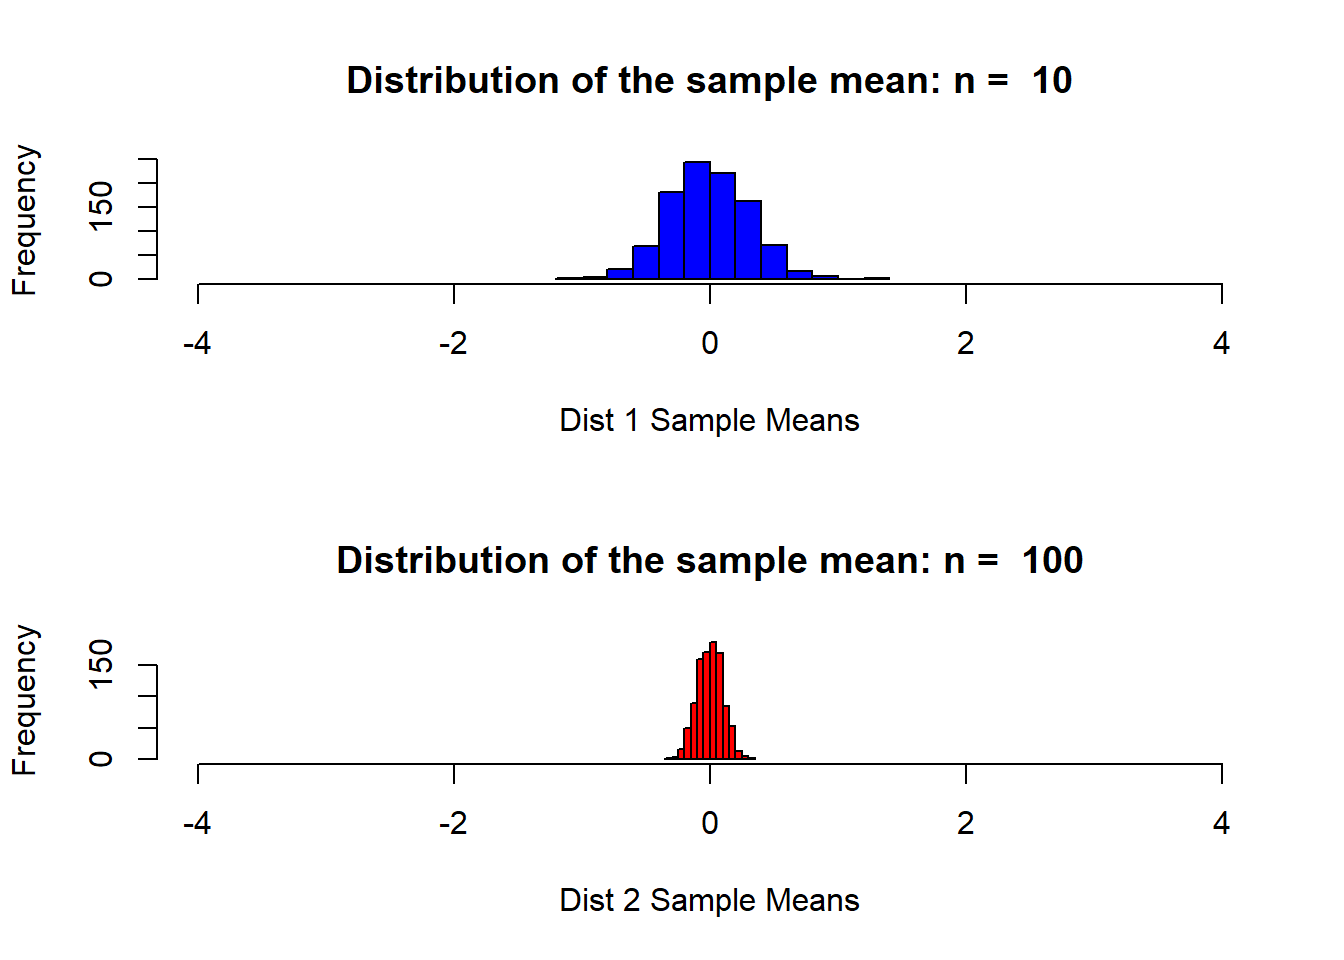 Distribution of the sample mean: n =  10
Frequency
150
0
-4 -2 0 2 4
Dist 1 Sample Means
Distribution of the sample mean: n =  100
Frequency
150
0
-4 -2 0 2 4
Dist 2 Sample Means